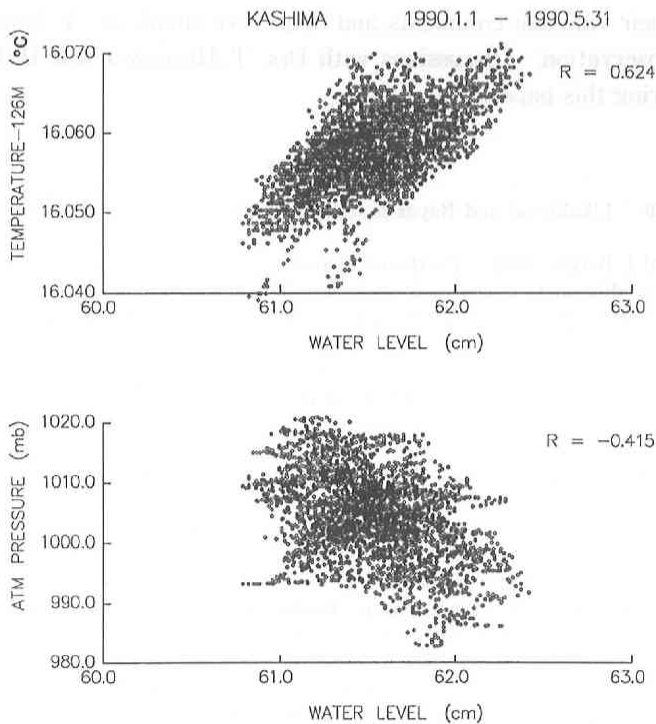 KASHIMA 1990.1.1 – 1990.5.31
TEMPERATURE–126M (°C)
16.070
16.060
16.050
16.040
R = 0.624
60.0 61.0 62.0 63.0
WATER LEVEL (cm)
ATM PRESSURE (mb)
1020.0
1010.0
1000.0
990.0
980.0
R = –0.415
60.0 61.0 62.0 63.0
WATER LEVEL (cm)